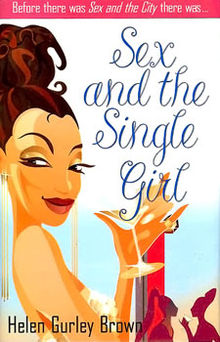 Before there was Sex and the City there was...
Sex
and the
Single
Girl
Helen Gurley Brown